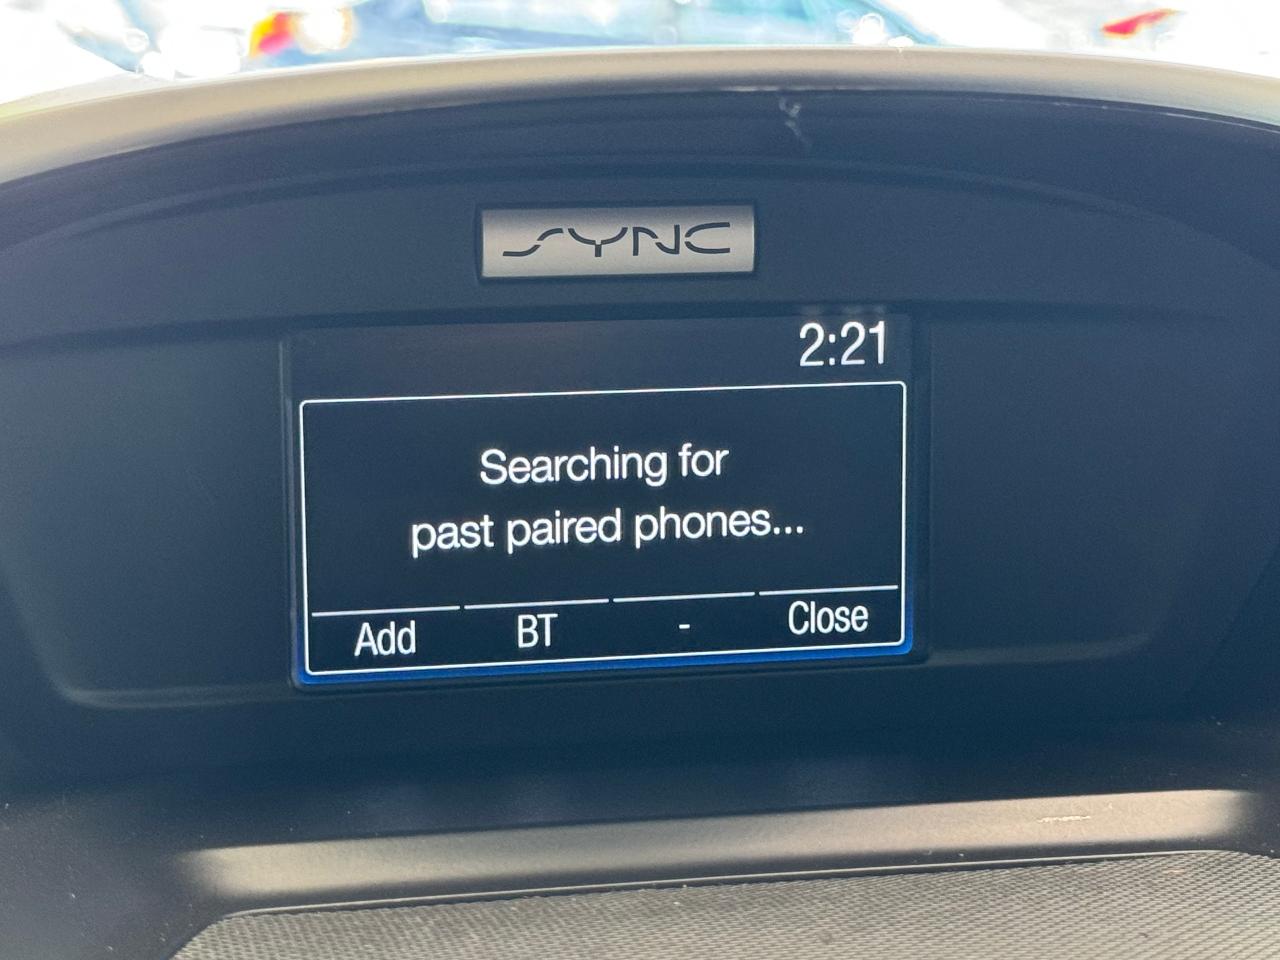 SYNC
2:21
Searching for
past paired phones...
Add BT - Close